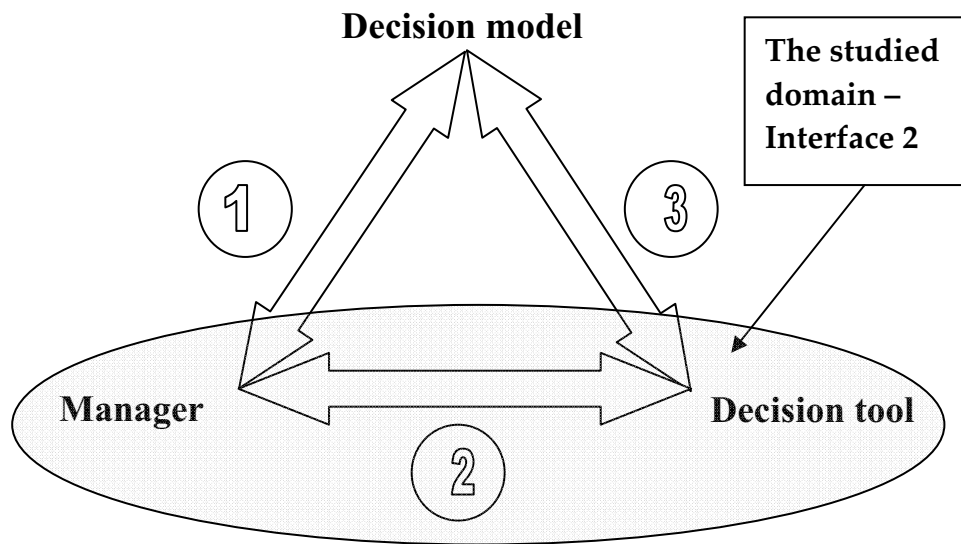 Decision model
The studied
domain –
Interface 2
1
3
Manager
Decision tool
2